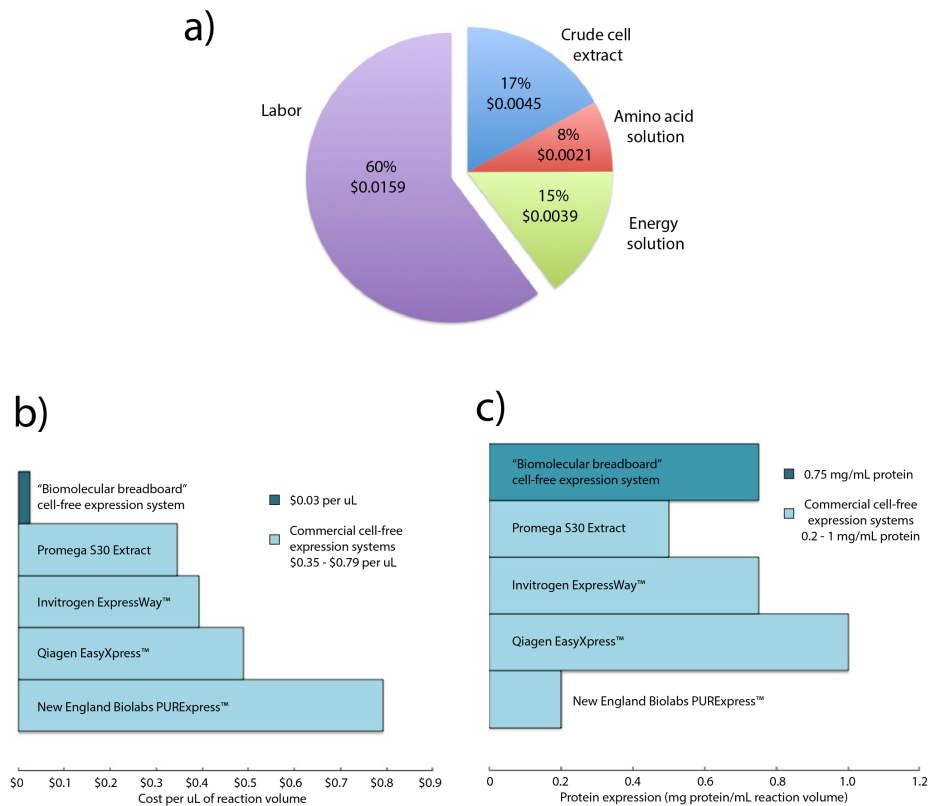 a)
Crude cell
extract
17%
$0.0045
Labor
Amino acid
solution
8%
$0.0021
60%
$0.0159
15%
$0.0039
Energy
solution
b)
"Biomolecular breadboard"
cell-free expression system
$0.03 per uL
Promega S30 Extract
Commercial cell-free
expression systems
$0.35 - $0.79 per uL
Invitrogen ExpressWay™
Qiagen EasyXpress™
New England Biolabs PURExpress™
$0 $0.1 $0.2 $0.3 $0.4 $0.5 $0.6 $0.7 $0.8 $0.9
Cost per uL of reaction volume
c)
"Biomolecular breadboard"
cell-free expression system
0.75 mg/mL protein
Promega S30 Extract
Commercial cell-free
expression systems
0.2 - 1 mg/mL protein
Invitrogen ExpressWay™
Qiagen EasyXpress™
New England Biolabs PURExpress™
0 0.2 0.4 0.6 0.8 1.0 1.2
Protein expression (mg protein/mL reaction volume)